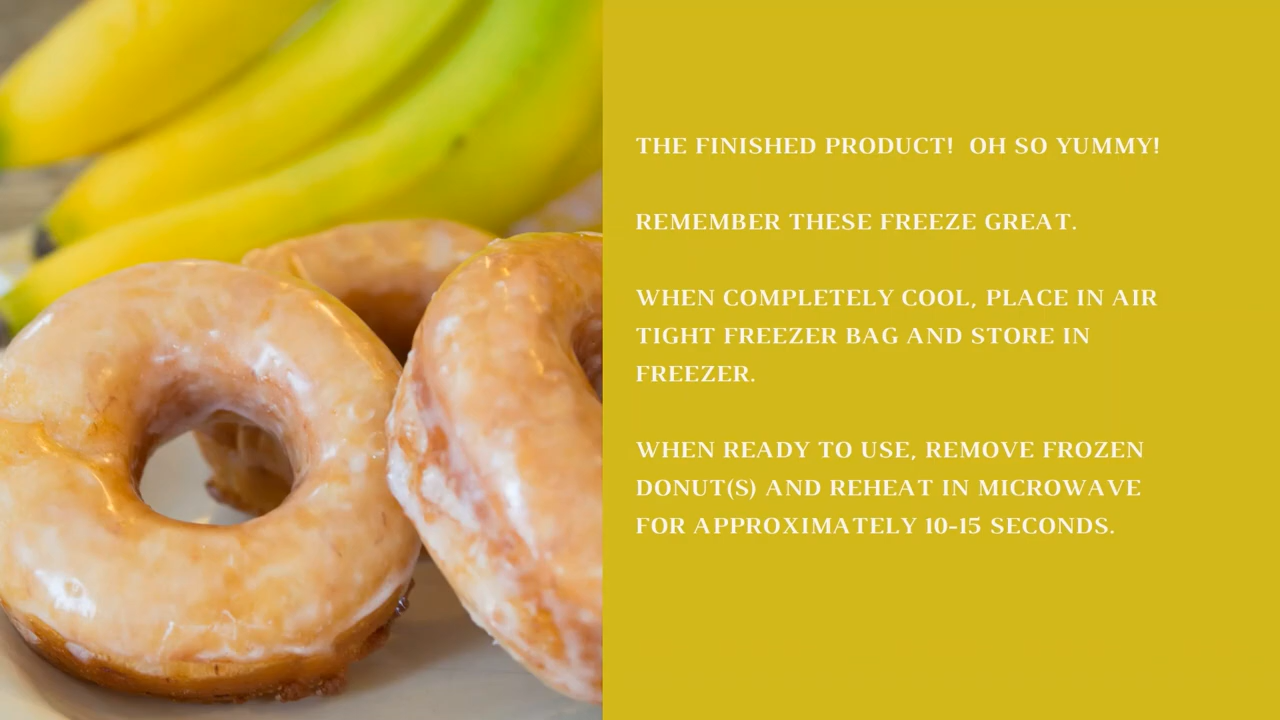 THE FINISHED PRODUCT!  OH SO YUMMY!
REMEMBER THESE FREEZE GREAT.
WHEN COMPLETELY COOL, PLACE IN AIR
TIGHT FREEZER BAG AND STORE IN
FREEZER.
WHEN READY TO USE, REMOVE FROZEN
DONUT(S) AND REHEAT IN MICROWAVE
FOR APPROXIMATELY 10-15 SECONDS.